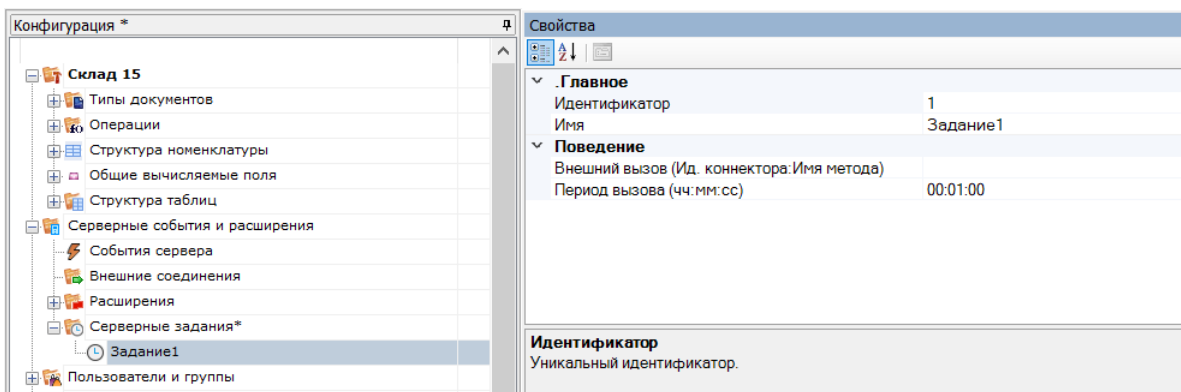 Конфигурация *
Склад 15
Типы документов
Операции
Структура номенклатуры
Общие вычисляемые поля
Структура таблиц
Серверные события и расширения
События сервера
Внешние соединения
Расширения
Серверные задания*
Задание1
Пользователи и группы
Свойства
.Главное
Идентификатор 1
Имя Задание1
Поведение
Внешний вызов (Ид. коннектора:Имя метода)
Период вызова (чч:мм:сс) 00:01:00
Идентификатор
Уникальный идентификатор.